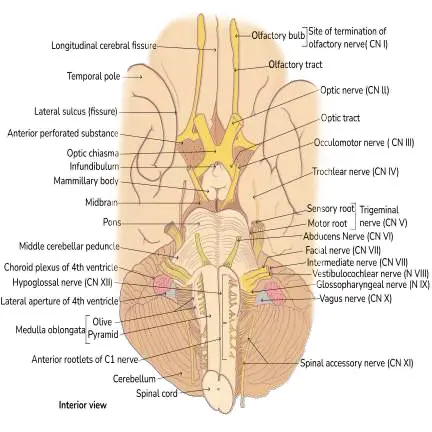 Longitudinal cerebral fissure
Temporal pole
Lateral sulcus (fissure)
Anterior perforated substance
Optic chiasma
Infundibulum
Mammillary body
Midbrain
Pons
Middle cerebellar peduncle
Choroid plexus of 4th ventricle
Hypoglossal nerve (CN XII)
Lateral aperture of 4th ventricle
Medulla oblongata
Olive
Pyramid
Anterior rootlets of C1 nerve
Cerebellum
Spinal cord
Interior view
Olfactory bulb
Site of termination of
olfactory nerve( CN I)
Olfactory tract
Optic nerve (CN ll)
Optic tract
Occulomotor nerve ( CN III)
Trochlear nerve (CN IV)
Sensory root
Motor root
Trigeminal
nerve (CN V)
Abducens Nerve (CN VI)
Facial nerve (CN VII)
Intermediate nerve (CN VII)
Vestibulocochlear nerve (N VIII)
Glossopharyngeal nerve (N IX)
Vagus nerve (CN X)
Spinal accessory nerve (CN XI)